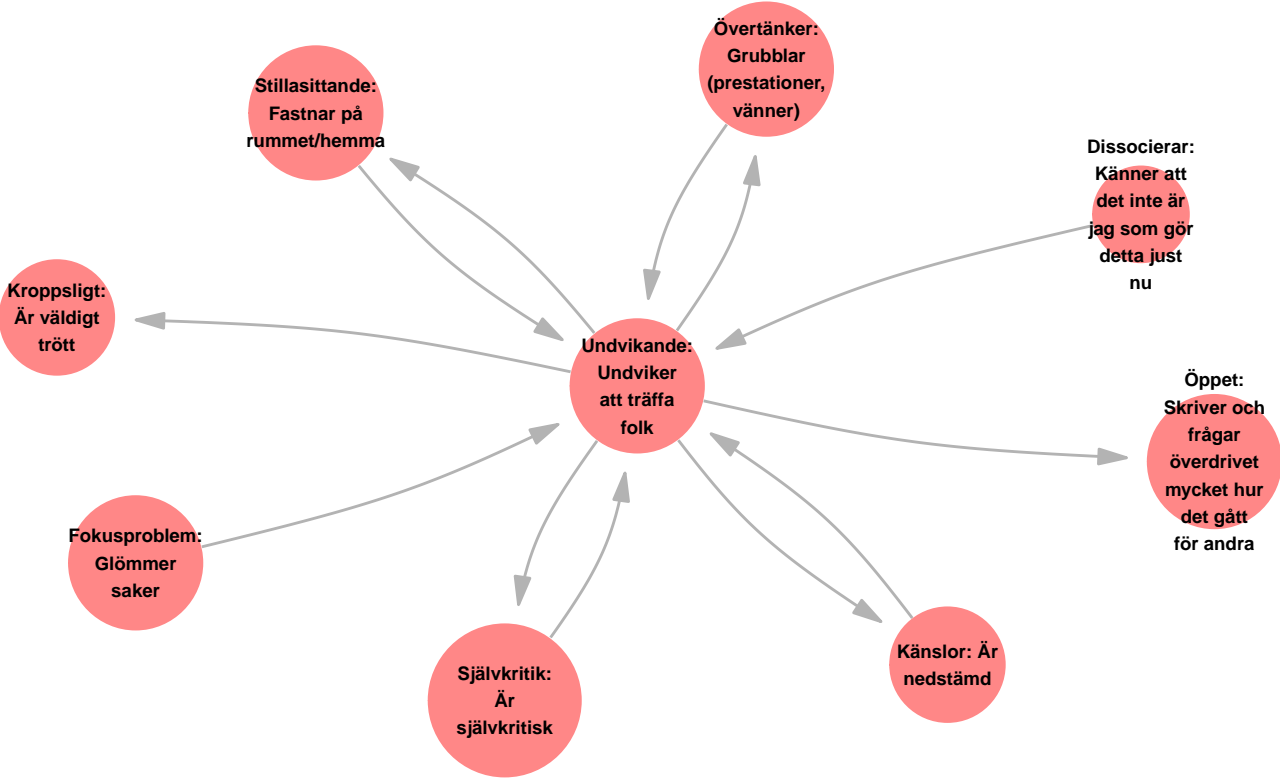 Övertänker:
Grubblar
(prestationer,
vänner)
Stillasittande:
Fastnar på
rummet/hemma
Dissocierar:
Känner att
det inte är
jag som gör
detta just
nu
Kroppsligt:
Är väldigt
trött
Undvikande:
Undviker
att träffa
folk
Öppet:
Skriver och
frågar
överdrivet
mycket hur
det gått
för andra
Fokusproblem:
Glömmer
saker
Självkritik:
Är
självkritisk
Känslor: Är
nedstämd